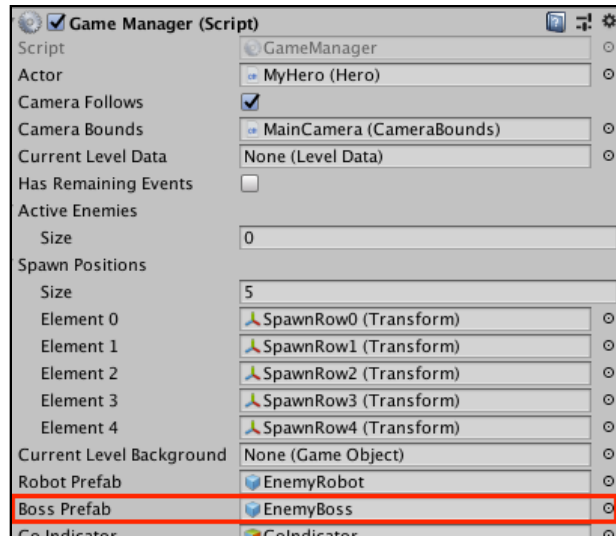 Game Manager (Script)
Script GameManager
Actor MyHero (Hero)
Camera Follows
Camera Bounds MainCamera (CameraBounds)
Current Level Data None (Level Data)
Has Remaining Events
Active Enemies
Size 0
Spawn Positions
Size 5
Element 0 SpawnRow0 (Transform)
Element 1 SpawnRow1 (Transform)
Element 2 SpawnRow2 (Transform)
Element 3 SpawnRow3 (Transform)
Element 4 SpawnRow4 (Transform)
Current Level Background None (Game Object)
Robot Prefab EnemyRobot
Boss Prefab EnemyBoss
Go Indicator GoIndicator